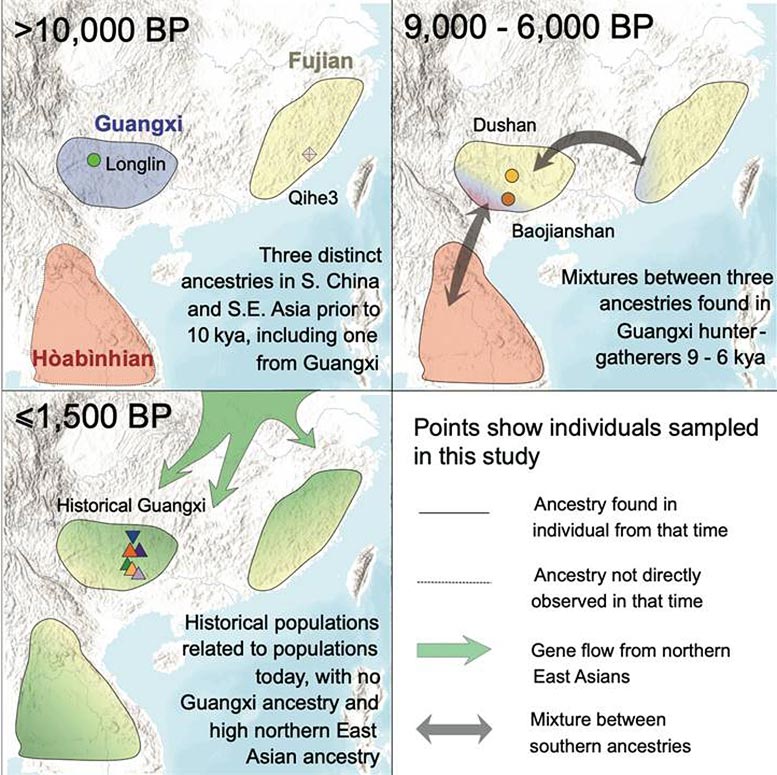 >10,000 BP
Fujian
Guangxi
Longlin
Qihe3
Three distinct
ancestries in S. China
and S.E. Asia prior to
10 kya, including one
from Guangxi
Hòabìnhian
9,000 - 6,000 BP
Dushan
Baojianshan
Mixtures between three
ancestries found in
Guangxi hunter-
gatherers 9 - 6 kya
⩽1,500 BP
Historical Guangxi
Historical populations
related to populations
today, with no
Guangxi ancestry and
high northern East
Asian ancestry
Points show individuals sampled
in this study
Ancestry found in
individual from that time
Ancestry not directly
observed in that time
Gene flow from northern
East Asians
Mixture between
southern ancestries